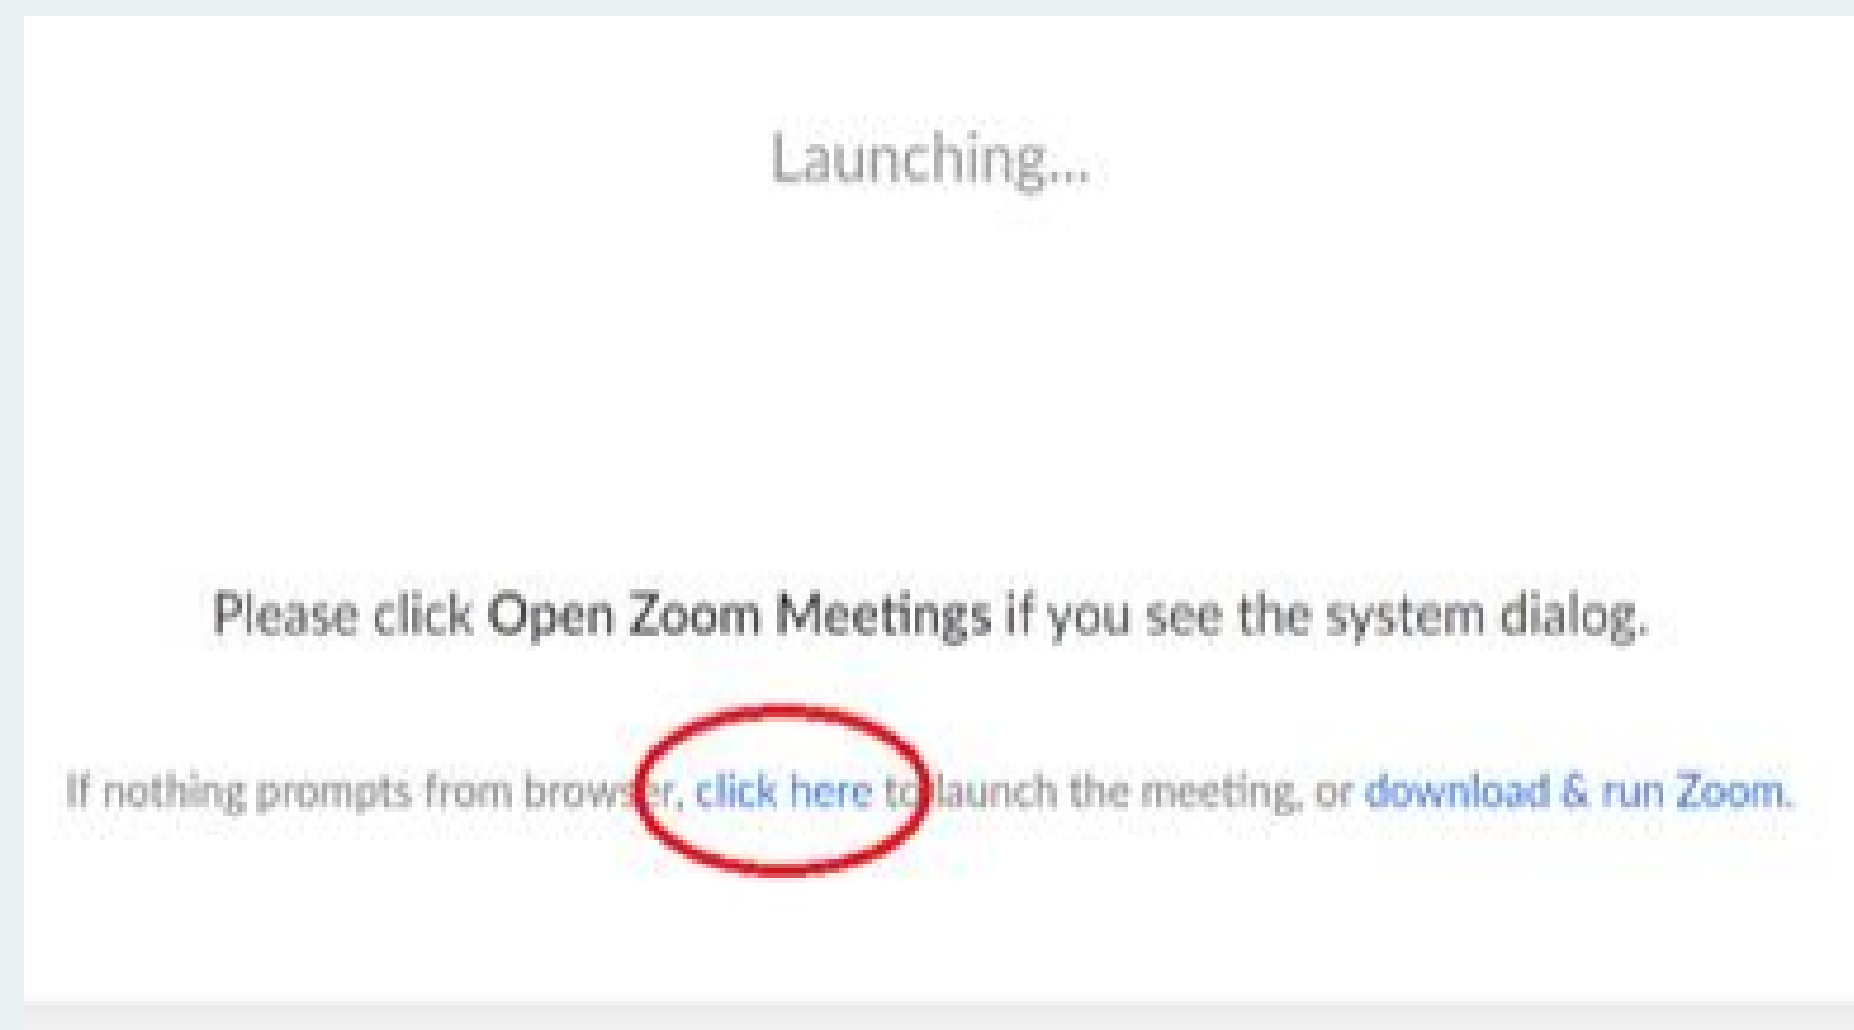 Launching...
Please click Open Zoom Meetings if you see the system dialog.
If nothing prompts from browser, click here to launch the meeting, or download & run Zoom.